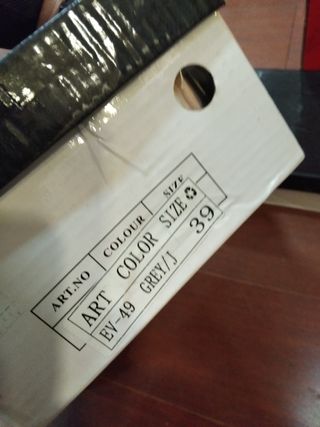 ART.NO COLOUR SIZE
ART COLOR SIZE
EV-49 GREY/J 39